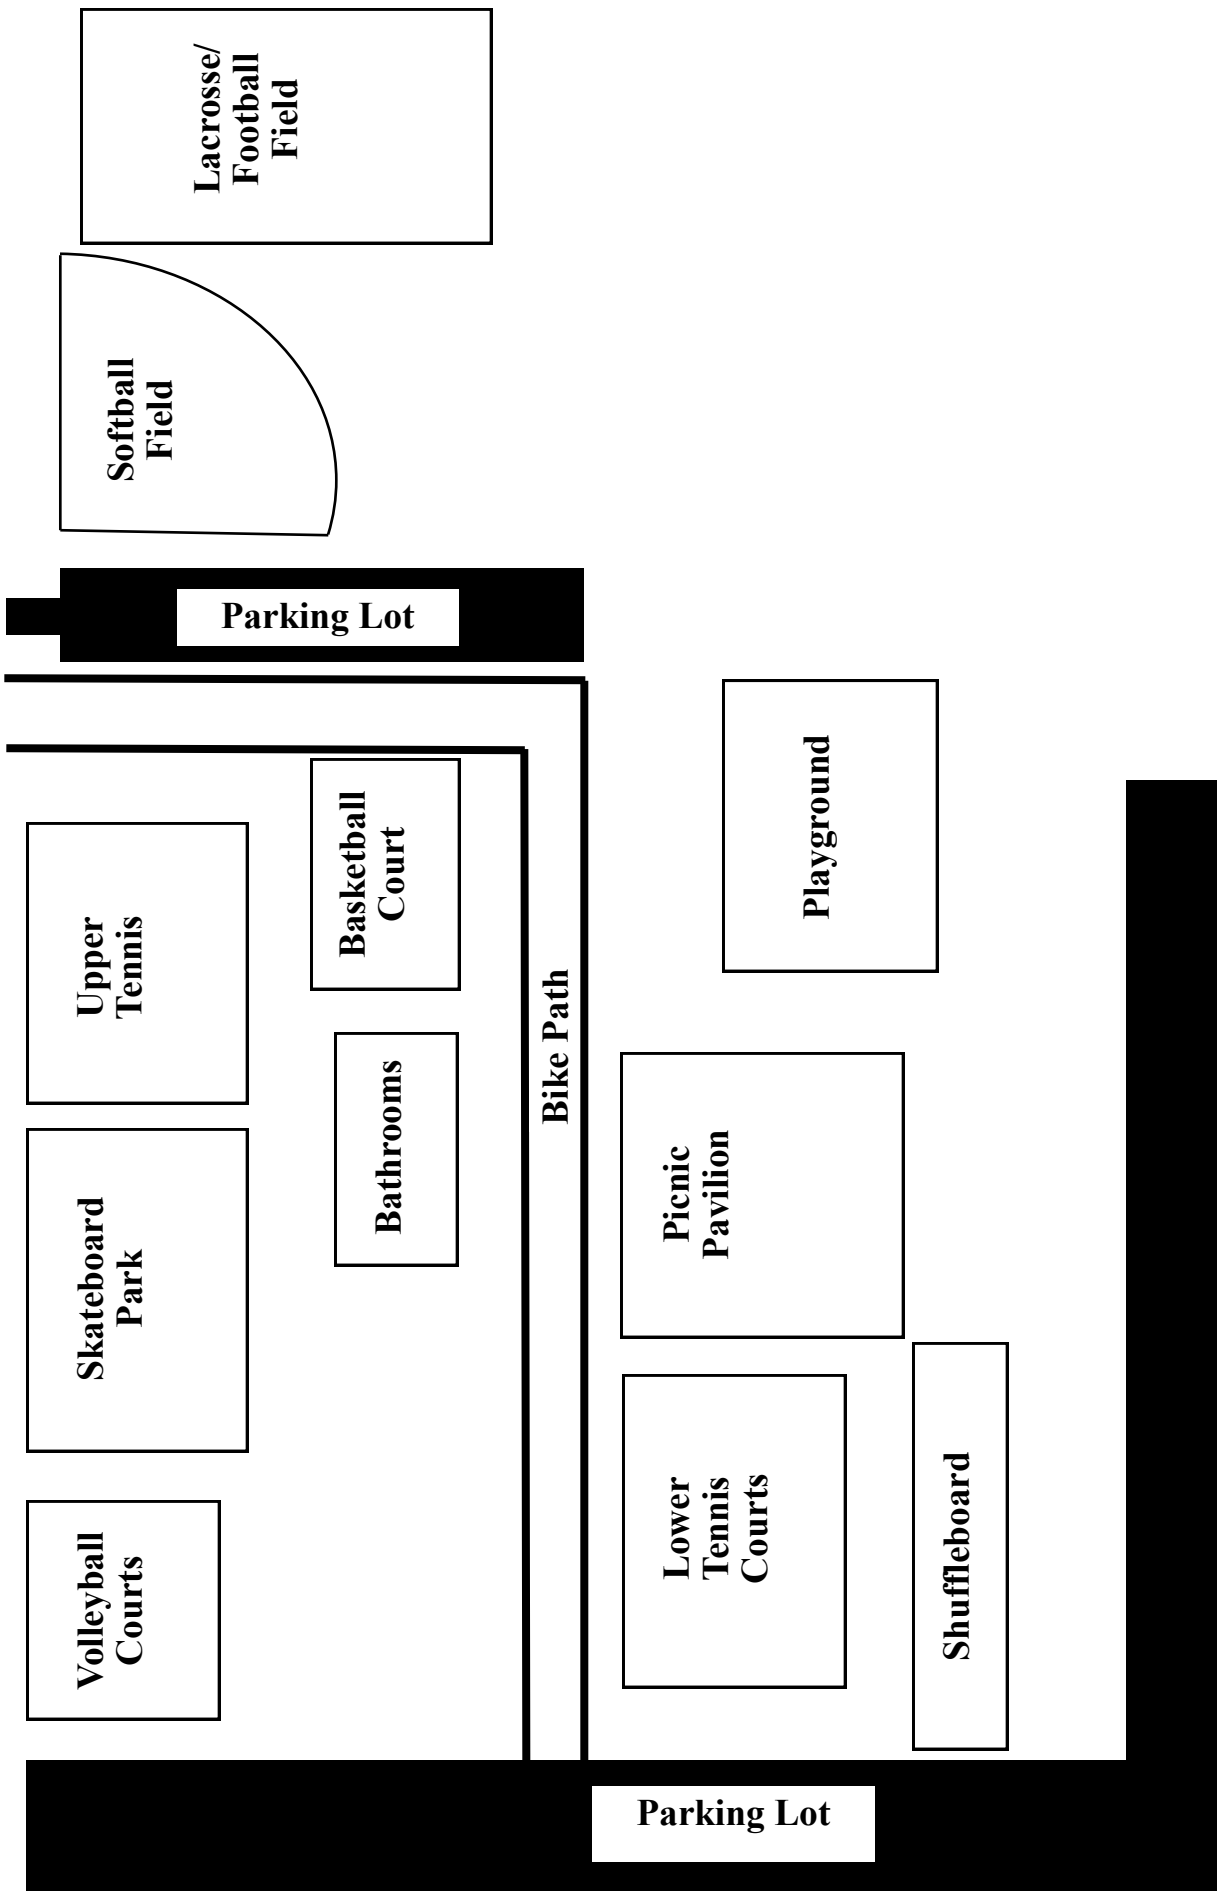 Lacrosse/
Football
Field
Softball
Field
Parking Lot
Upper
Tennis
Basketball
Court
Playground
Bike Path
Bathrooms
Picnic
Pavilion
Skateboard
Park
Volleyball
Courts
Lower
Tennis
Courts
Shuffleboard
Parking Lot